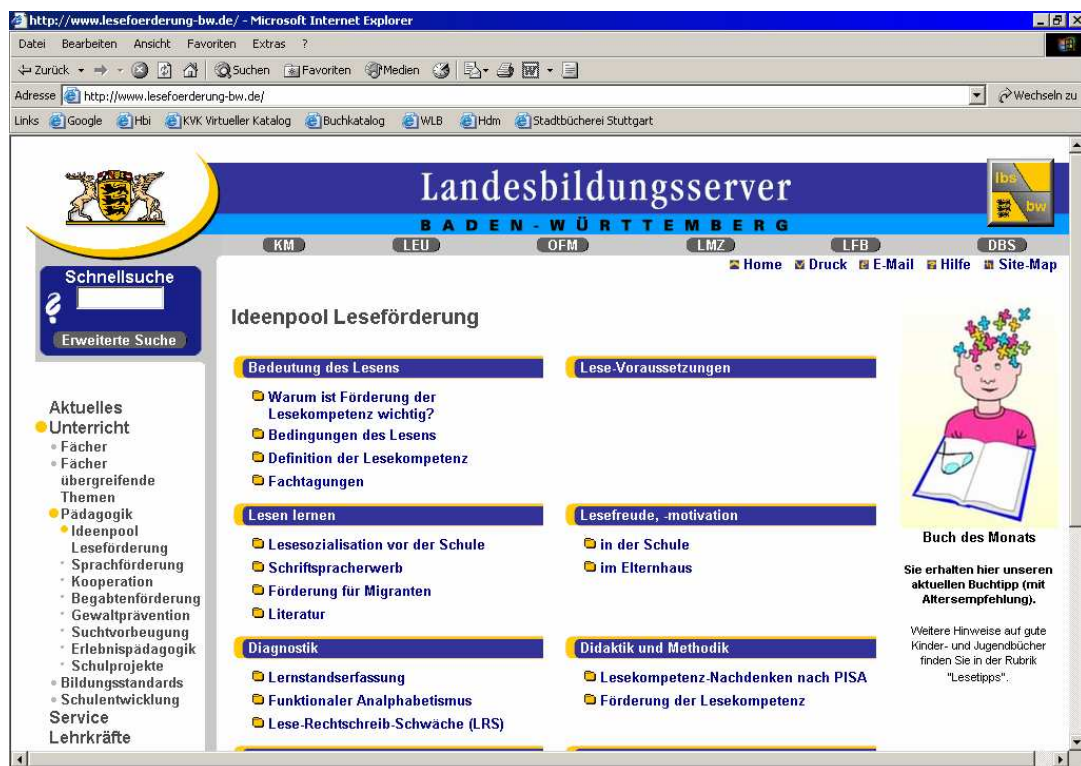 http://www.lesefoerderung-bw.de/ - Microsoft Internet Explorer
Datei Bearbeiten Ansicht Favoriten Extras ?
Zurück Suchen Favoriten Medien
Adresse http://www.lesefoerderung-bw.de/ Wechseln zu
Links Google Hbi KVK Virtueller Katalog Buchkatalog WLB Hdm Stadtbücherei Stuttgart
Landesbildungsserver
BADEN-WÜRTTEMBERG
lbs
bw
KM LEU OFM LMZ LFB DBS
Home Druck E-Mail Hilfe Site-Map
Schnellsuche
Erweiterte Suche
Aktuelles
Unterricht
Fächer
Fächer
übergreifende
Themen
Pädagogik
Ideenpool
Leseförderung
Sprachförderung
Kooperation
Begabtenförderung
Gewaltprävention
Suchtvorbeugung
Erlebnispädagogik
Schulprojekte
Bildungsstandards
Schulentwicklung
Service
Lehrkräfte
Ideenpool Leseförderung
Bedeutung des Lesens
Warum ist Förderung der
Lesekompetenz wichtig?
Bedingungen des Lesens
Definition der Lesekompetenz
Fachtagungen
Lese-Voraussetzungen
Lesen lernen
Lesesozialisation vor der Schule
Schriftspracherwerb
Förderung für Migranten
Literatur
Lesefreude, -motivation
in der Schule
im Elternhaus
Diagnostik
Lernstandserfassung
Funktionaler Analphabetismus
Lese-Rechtschreib-Schwäche (LRS)
Didaktik und Methodik
Lesekompetenz-Nachdenken nach PISA
Förderung der Lesekompetenz
Buch des Monats
Sie erhalten hier unseren
aktuellen Buchtipp (mit
Altersempfehlung).
Weitere Hinweise auf gute
Kinder- und Jugendbücher
finden Sie in der Rubrik
"Lesetipps".